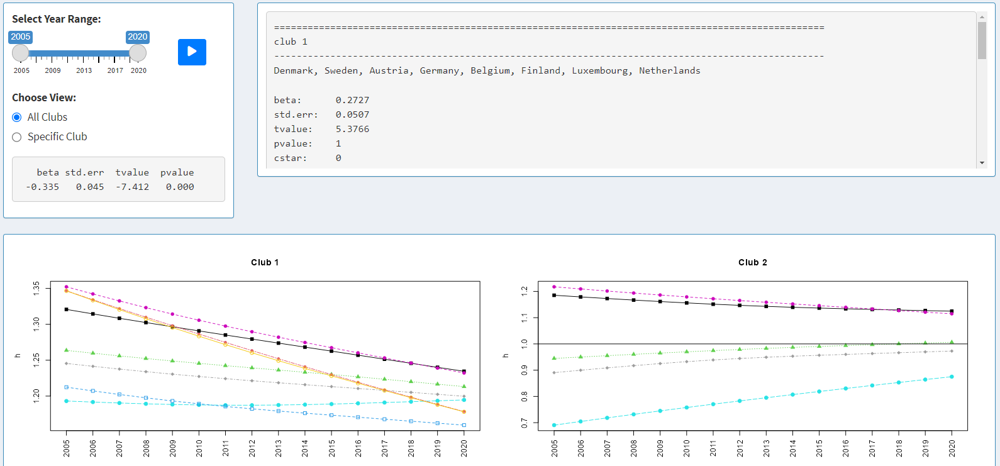 Select Year Range:
2005 2020
2005 2009 2013 2017 2020
Choose View:
All Clubs
Specific Club
beta std.err tvalue pvalue
-0.335 0.045 -7.412 0.000
==================================================================================================
club 1
--------------------------------------------------------------------------------------------------
Denmark, Sweden, Austria, Germany, Belgium, Finland, Luxembourg, Netherlands
beta: 0.2727
std.err: 0.0507
tvalue: 5.3766
pvalue: 1
cstar: 0
Club 1
h
1.35
1.30
1.25
1.20
2005 2006 2007 2008 2009 2010 2011 2012 2013 2014 2015 2016 2017 2018 2019 2020
Club 2
h
1.2
1.1
1.0
0.9
0.8
0.7
2005 2006 2007 2008 2009 2010 2011 2012 2013 2014 2015 2016 2017 2018 2019 2020